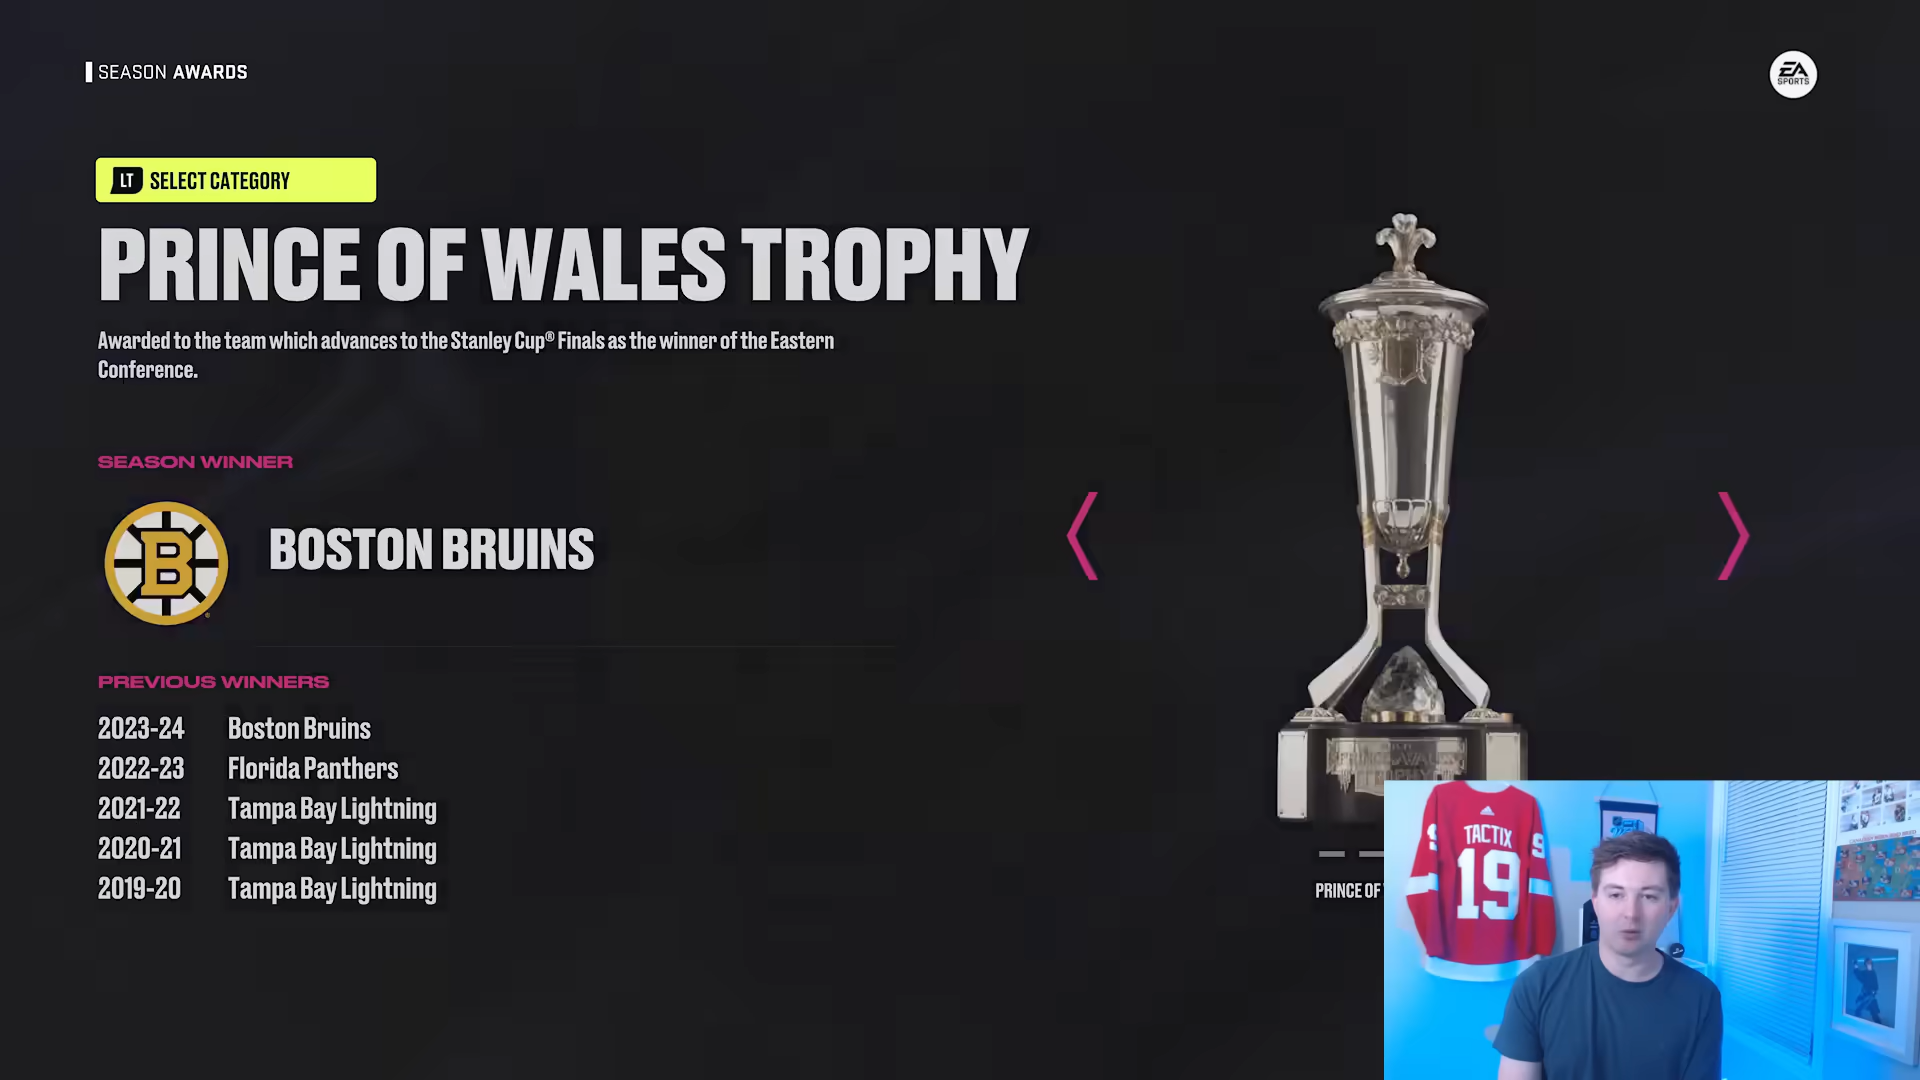 SEASON AWARDS
EA
SPORTS
LT SELECT CATEGORY
PRINCE OF WALES TROPHY
Awarded to the team which advances to the Stanley Cup® Finals as the winner of the Eastern
Conference.
SEASON WINNER
B
BOSTON BRUINS
PREVIOUS WINNERS
2023-24 Boston Bruins
2022-23 Florida Panthers
2021-22 Tampa Bay Lightning
2020-21 Tampa Bay Lightning
2019-20 Tampa Bay Lightning
PRINCE OF
TACTIX
19